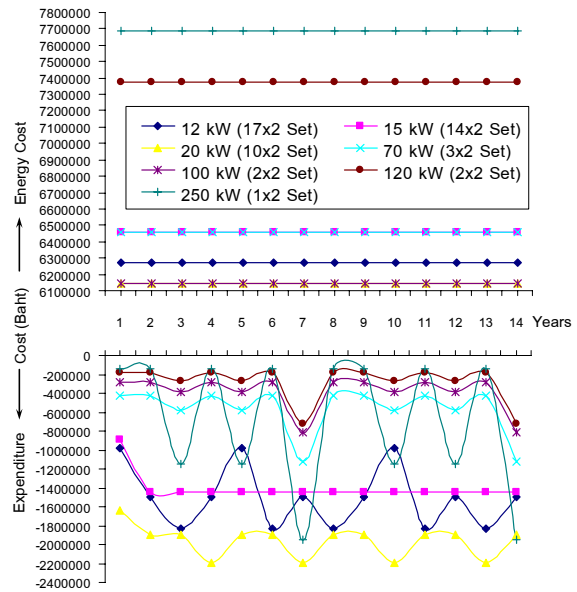 7800000
7700000
7600000
7500000
7400000
7300000
7200000
7100000
7000000
6900000
6800000
6700000
6600000
6500000
6400000
6300000
6200000
6100000
Energy Cost
Cost (Baht)
Expenditure
12 kW (17x2 Set)
15 kW (14x2 Set)
20 kW (10x2 Set)
70 kW (3x2 Set)
100 kW (2x2 Set)
120 kW (2x2 Set)
250 kW (1x2 Set)
1 2 3 4 5 6 7 8 9 10 11 12 13 14 Years
0
-200000
-400000
-600000
-800000
-1000000
-1200000
-1400000
-1600000
-1800000
-2000000
-2200000
-2400000